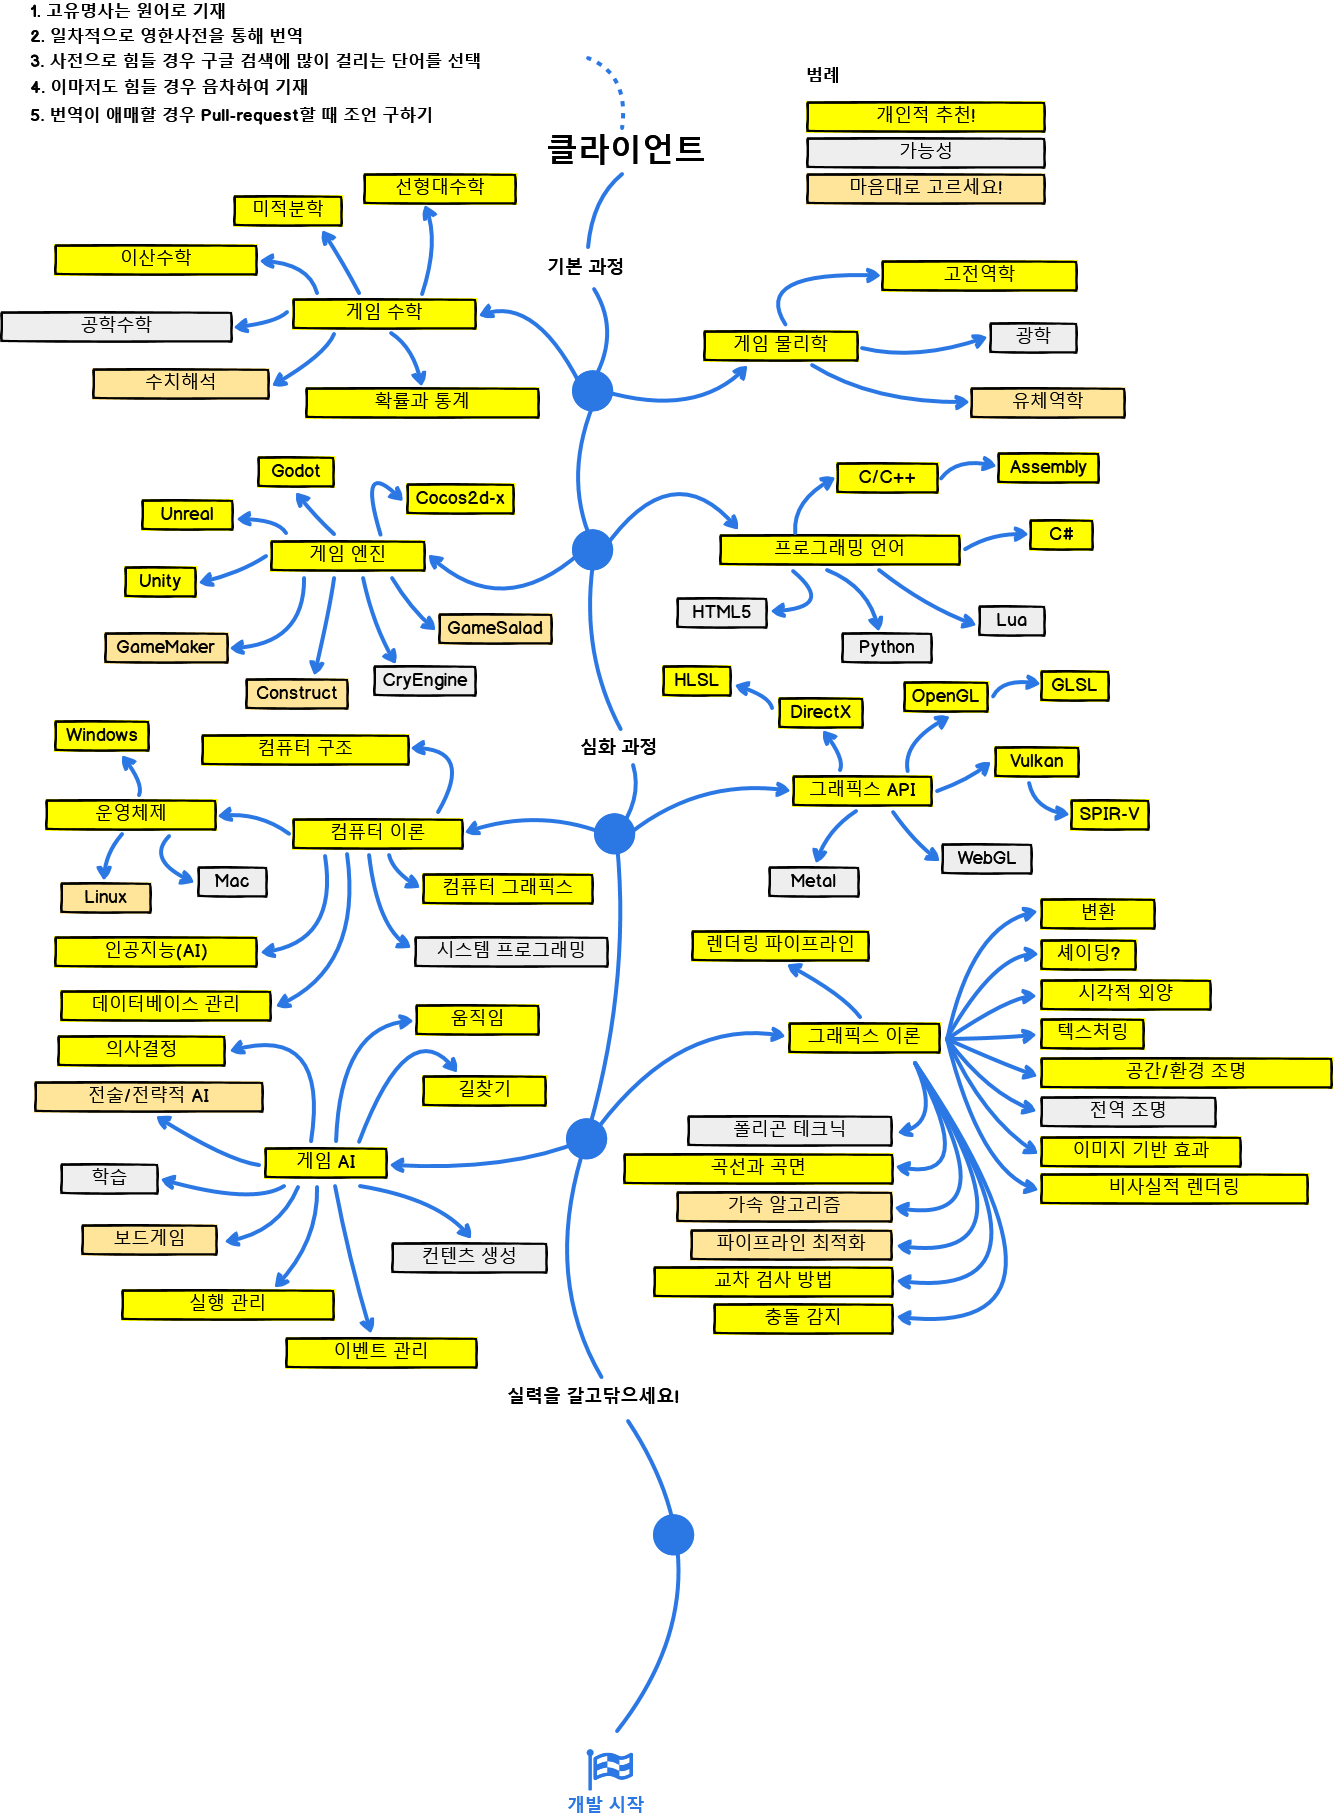 1. 고유명사는 원어로 기재
2. 일차적으로 영한사전을 통해 번역
3. 사전으로 힘들 경우 구글 검색에 많이 걸리는 단어를 선택
4. 이마저도 힘들 경우 음차하여 기재
5. 번역이 애매할 경우 Pull-request할 때 조언 구하기
범례
개인적 추천!
가능성
마음대로 고르세요!
클라이언트
기본 과정
선형대수학
미적분학
이산수학
게임 수학
공학수학
수치해석
확률과 통계
고전역학
게임 물리학
광학
유체역학
Godot
Cocos2d-x
Unreal
게임 엔진
Unity
GameSalad
GameMaker
CryEngine
Construct
C/C++
Assembly
C#
프로그래밍 언어
HTML5
Lua
Python
심화 과정
Windows
컴퓨터 구조
운영체제
컴퓨터 이론
Mac
Linux
컴퓨터 그래픽스
인공지능(AI)
시스템 프로그래밍
데이터베이스 관리
HLSL
DirectX
OpenGL
GLSL
Vulkan
그래픽스 API
SPIR-V
WebGL
Metal
움직임
의사결정
길찾기
전술/전략적 AI
게임 AI
학습
보드게임
컨텐츠 생성
실행 관리
이벤트 관리
렌더링 파이프라인
그래픽스 이론
변환
셰이딩?
시각적 외양
텍스처링
공간/환경 조명
전역 조명
이미지 기반 효과
비사실적 렌더링
폴리곤 테크닉
곡선과 곡면
가속 알고리즘
파이프라인 최적화
교차 검사 방법
충돌 감지
실력을 갈고닦으세요!
개발 시작